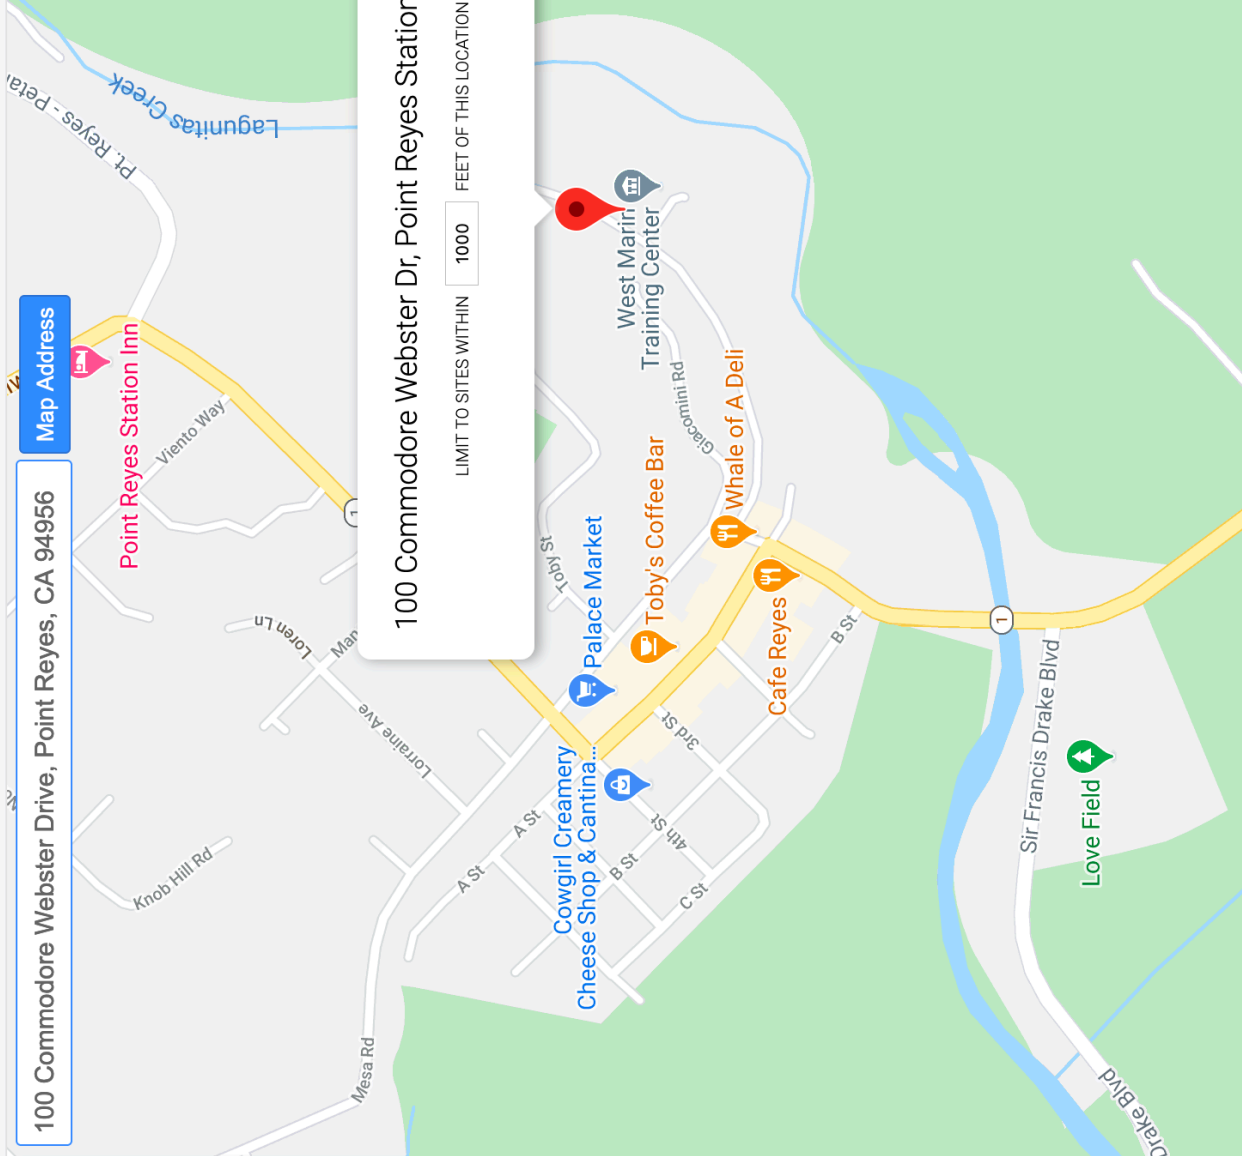 100 Commodore Webster Drive, Point Reyes, CA 94956
Map Address
100 Commodore Webster Dr, Point Reyes Station
LIMIT TO SITES WITHIN 1000 FEET OF THIS LOCATION
Lagunitas Creek
Pt. Reyes - Petal
Point Reyes Station Inn
Viento Way
1
Loren Ln
Man
Lorraine Ave
Knob Hill Rd
Mesa Rd
Toby St
Palace Market
Toby's Coffee Bar
Whale of A Deli
Giacomini Rd
West Marin
Training Center
Cafe Reyes
B St
3rd St
Cowgirl Creamery
Cheese Shop & Cantina...
A St
A St
4th St
B St
C St
1
Sir Francis Drake Blvd
Love Field
Drake Blvd